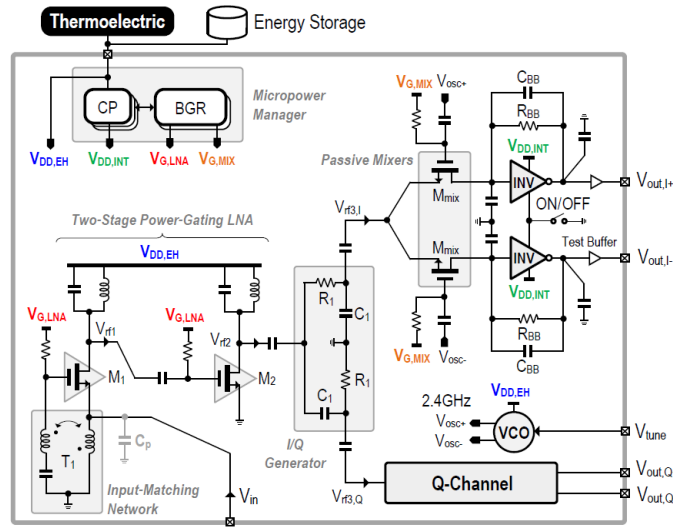 Thermoelectric
Energy Storage
CP
BGR
Micropower
Manager
VDD,EH
VDD,INT
VG,LNA
VG,MIX
VG,MIX
Vosc+
CBB
RBB
VDD,INT
Passive Mixers
INV
Mmix
Vout,I+
ON/OFF
Vrf3,I
Mmix
Test Buffer
INV
Vout,I-
VDD,INT
VG,MIX
Vosc-
RBB
CBB
Two-Stage Power-Gating LNA
VDD,EH
VG,LNA
Vrf1
VG,LNA
Vrf2
M1
M2
R1
C1
R1
C1
I/Q
Generator
T1
Cp
Input-Matching
Network
Vin
Vrf3,Q
2.4GHz
VDD,EH
Vosc+
Vosc-
VCO
Vtune
Q-Channel
Vout,Q
Vout,Q